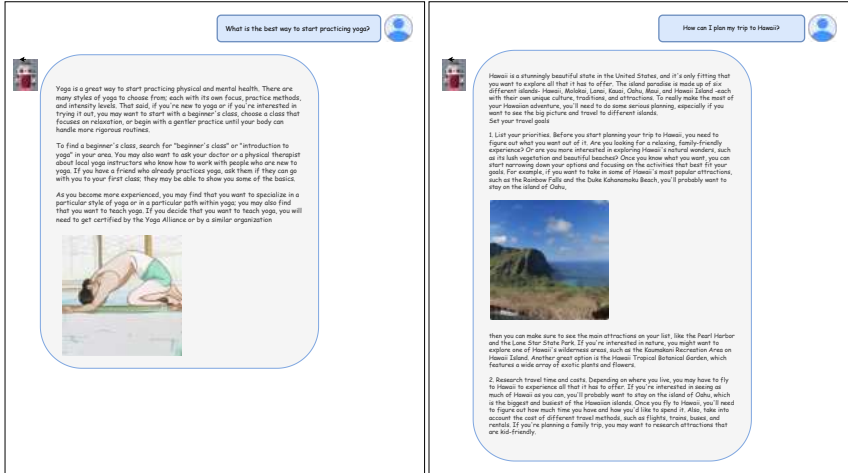 What is the best way to start practicing yoga?
Yoga is a great way to start practicing physical and mental health. There are
many styles of yoga to choose from; each with its own focus, practice methods,
and intensity levels. That said, if you're new to yoga or if you're interested in
trying it out, you may want to start with a beginner's class, choose a class that
focuses on relaxation, or begin with a gentle practice until your body can
handle more rigorous routines.
To find a beginner's class, search for "beginner's class" or "introduction to
yoga" in your area. You may also want to ask your doctor or a physical therapist
about local yoga instructors who know how to work with people who are new to
yoga. If you have a friend who already practices yoga, ask them if they can go
with you to your first class; they may be able to show you some of the basics.
As you become more experienced, you may find that you want to specialize in a
particular style of yoga or in a particular path within yoga; you may also find
that you want to teach yoga. If you decide that you want to teach yoga, you will
need to get certified by the Yoga Alliance or by a similar organization
How can I plan my trip to Hawaii?
Hawaii is a stunningly beautiful state in the United States, and it's only fitting that
you want to explore all that it has to offer. The island paradise is made up of six
different islands- Hawaii, Molokai, Lanai, Kauai, Oahu, Maui, and Hawaii Island -each
with their own unique culture, traditions, and attractions. To really make the most of
your Hawaiian adventure, you'll need to do some serious planning, especially if you
want to see the big picture and travel to different islands.
Set your travel goals
1. List your priorities. Before you start planning your trip to Hawaii, you need to
figure out what you want out of it. Are you looking for a relaxing, family-friendly
experience? Or are you more interested in exploring Hawaii's natural wonders, such
as its lush vegetation and beautiful beaches? Once you know what you want, you can
start narrowing down your options and focusing on the activities that best fit your
goals. For example, if you want to take in some of Hawaii's most popular attractions,
such as the Rainbow Falls and the Duke Kahanamoku Beach, you'll probably want to
stay on the island of Oahu,
then you can make sure to see the main attractions on your list, like the Pearl Harbor
and the Lone Star State Park. If you're interested in nature, you might want to
explore one of Hawaii's wilderness areas, such as the Kaumakani Recreation Area on
Hawaii Island. Another great option is the Hawaii Tropical Botanical Garden, which
features a wide array of exotic plants and flowers.
2. Research travel time and costs. Depending on where you live, you may have to fly
to Hawaii to experience all that it has to offer. If you're interested in seeing as
much of Hawaii as you can, you'll probably want to stay on the island of Oahu, which
is the biggest and busiest of the Hawaiian islands. Once you fly to Hawaii, you'll need
to figure out how much time you have and how you'd like to spend it. Also, take into
account the cost of different travel methods, such as flights, trains, buses, and
rentals. If you're planning a family trip, you may want to research attractions that
are kid-friendly.